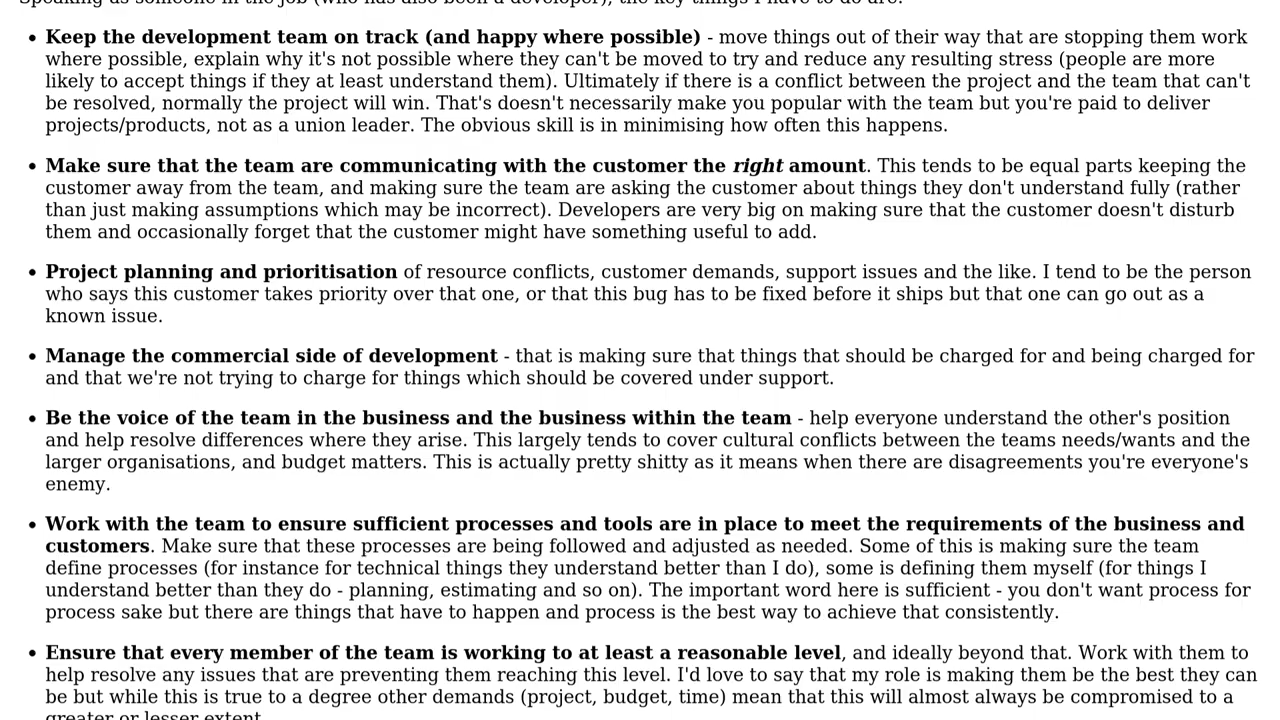 Speaking as someone in the job (who has also been a developer), the key things I have to do are:
• Keep the development team on track (and happy where possible) - move things out of their way that are stopping them work
where possible, explain why it's not possible where they can't be moved to try and reduce any resulting stress (people are more
likely to accept things if they at least understand them). Ultimately if there is a conflict between the project and the team that can't
be resolved, normally the project will win. That's doesn't necessarily make you popular with the team but you're paid to deliver
projects/products, not as a union leader. The obvious skill is in minimising how often this happens.
• Make sure that the team are communicating with the customer the right amount. This tends to be equal parts keeping the
customer away from the team, and making sure the team are asking the customer about things they don't understand fully (rather
than just making assumptions which may be incorrect). Developers are very big on making sure that the customer doesn't disturb
them and occasionally forget that the customer might have something useful to add.
• Project planning and prioritisation of resource conflicts, customer demands, support issues and the like. I tend to be the person
who says this customer takes priority over that one, or that this bug has to be fixed before it ships but that one can go out as a
known issue.
• Manage the commercial side of development - that is making sure that things that should be charged for and being charged for
and that we're not trying to charge for things which should be covered under support.
• Be the voice of the team in the business and the business within the team - help everyone understand the other's position
and help resolve differences where they arise. This largely tends to cover cultural conflicts between the teams needs/wants and the
larger organisations, and budget matters. This is actually pretty shitty as it means when there are disagreements you're everyone's
enemy.
• Work with the team to ensure sufficient processes and tools are in place to meet the requirements of the business and
customers. Make sure that these processes are being followed and adjusted as needed. Some of this is making sure the team
define processes (for instance for technical things they understand better than I do), some is defining them myself (for things I
understand better than they do - planning, estimating and so on). The important word here is sufficient - you don't want process for
process sake but there are things that have to happen and process is the best way to achieve that consistently.
• Ensure that every member of the team is working to at least a reasonable level, and ideally beyond that. Work with them to
help resolve any issues that are preventing them reaching this level. I'd love to say that my role is making them be the best they can
be but while this is true to a degree other demands (project, budget, time) mean that this will almost always be compromised to a
greater or lesser extent.